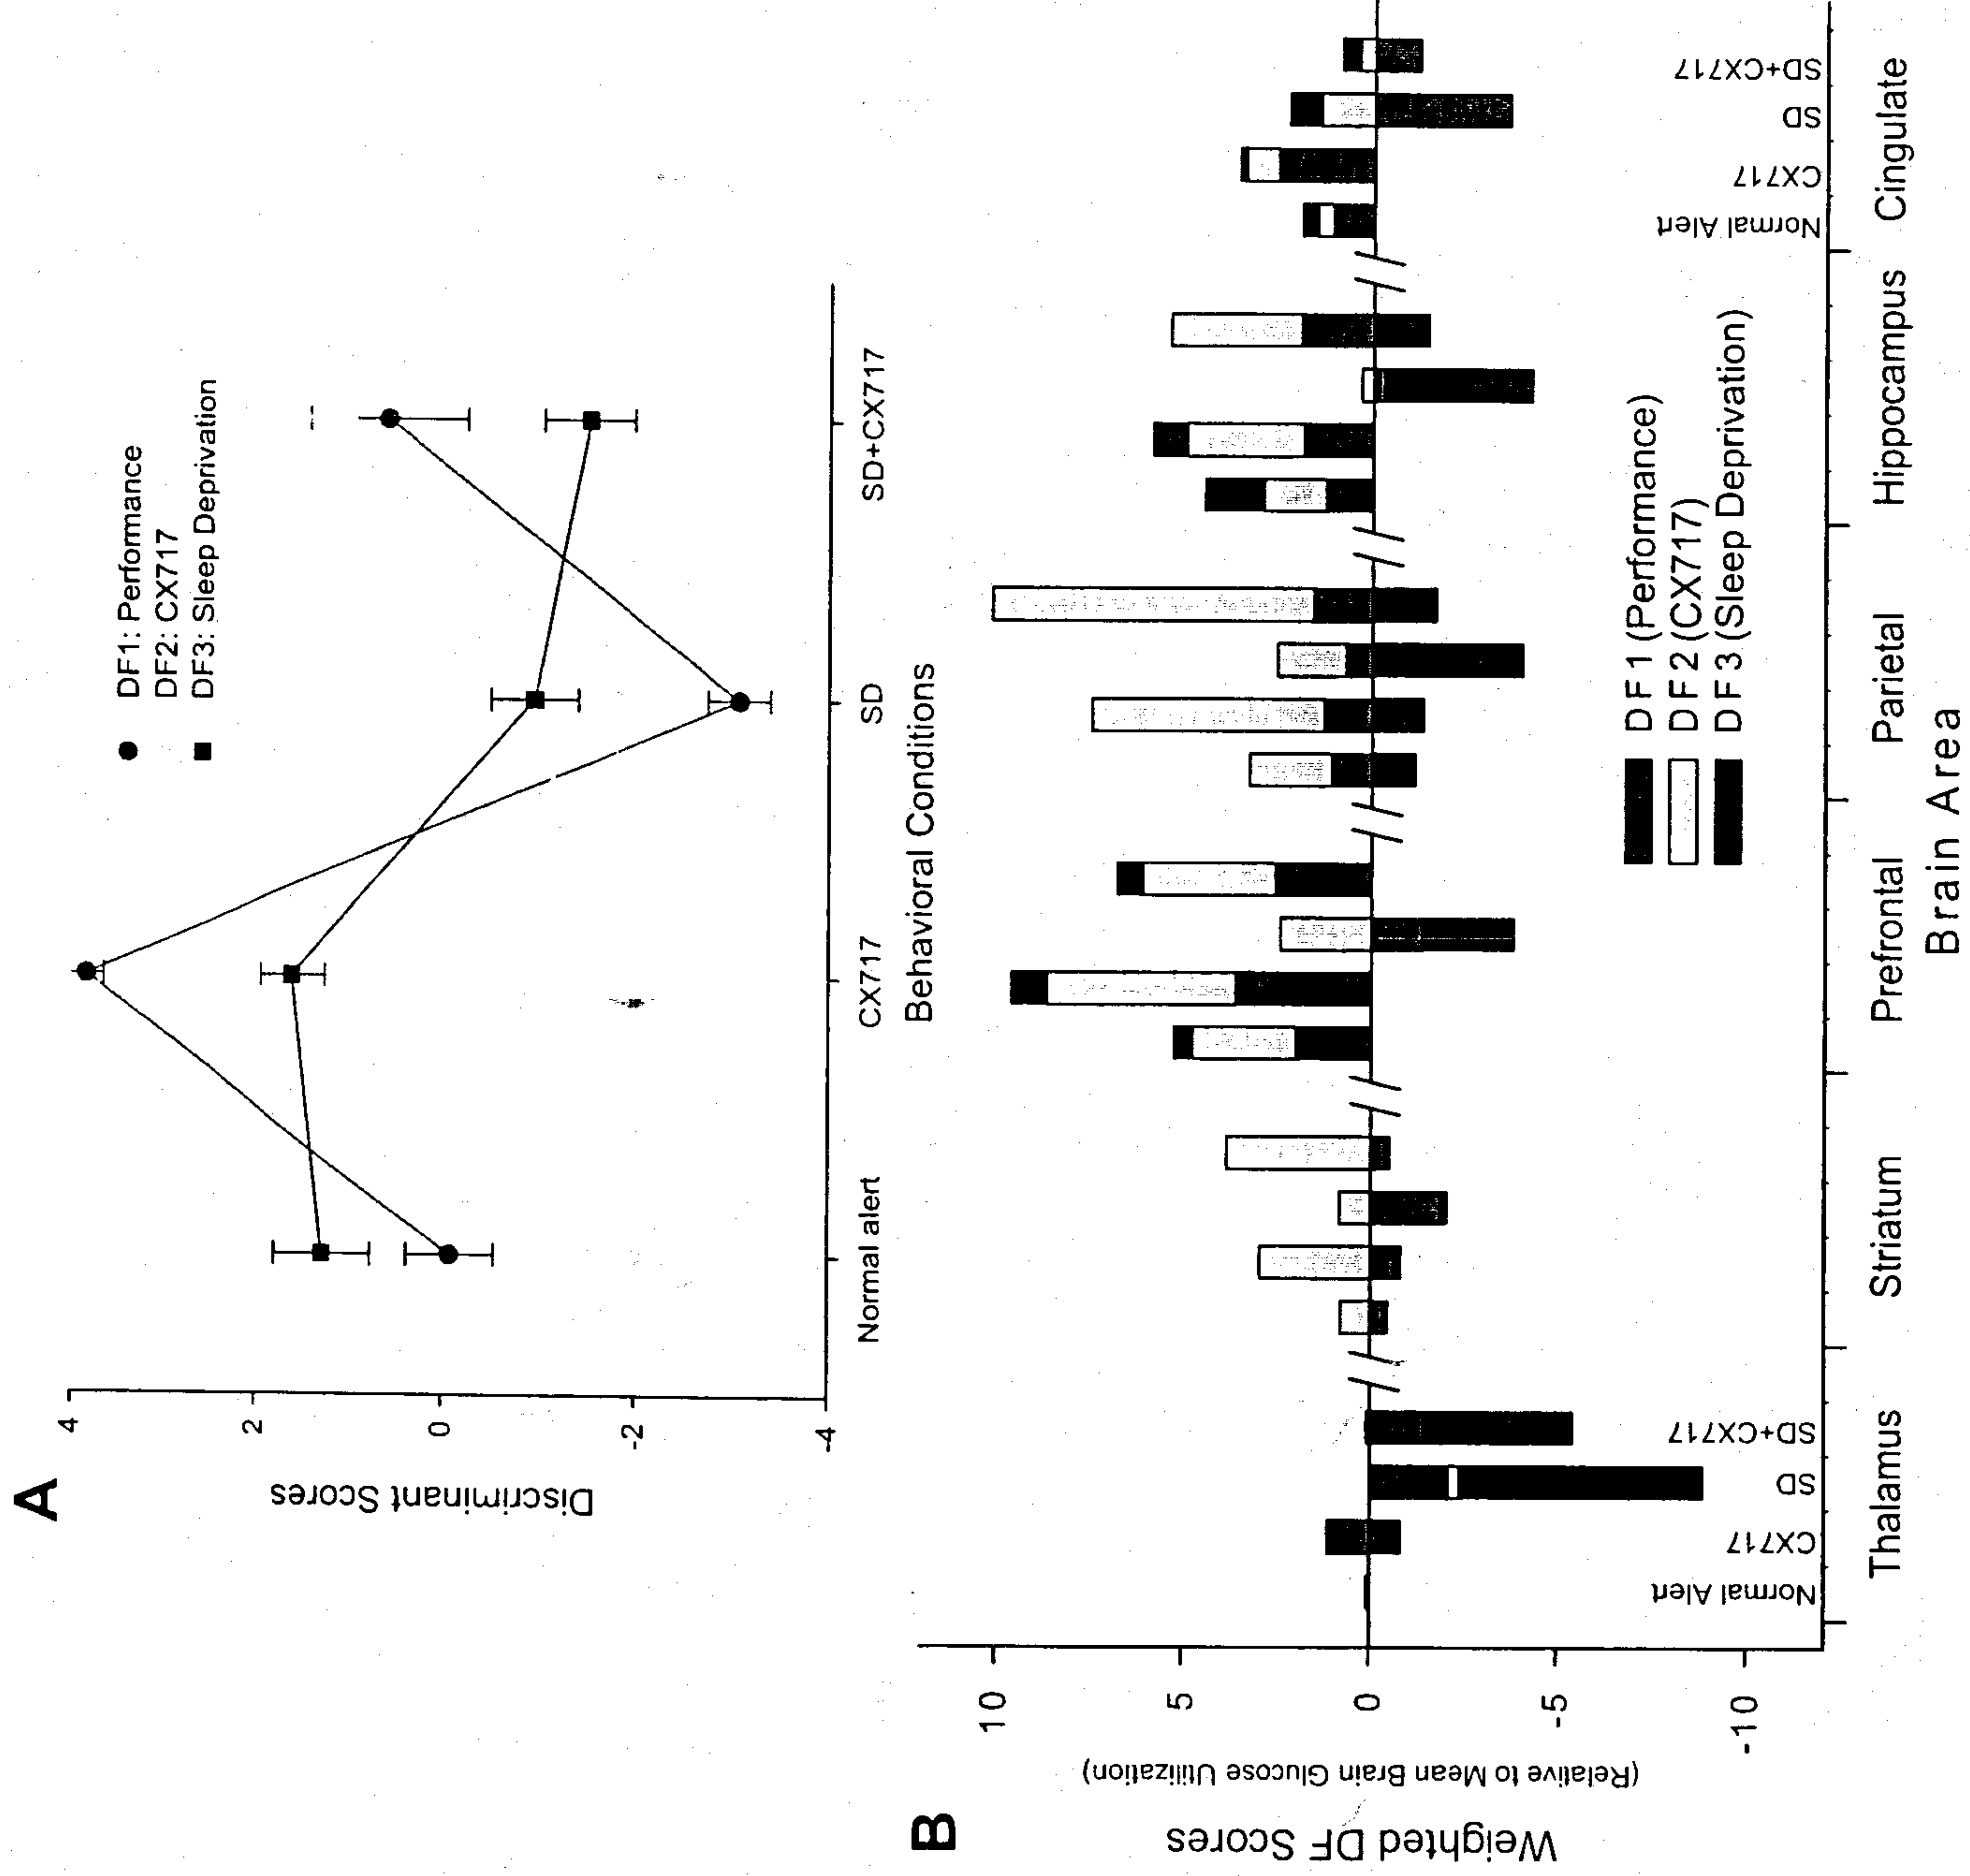 A
DF1: Performance
DF2: CX717
DF3: Sleep Deprivation
Discriminant Scores
4
2
0
-2
-4
Normal alert
CX717
SD
SD+CX717
Behavioral Conditions
B
Weighted DF Scores
(Relative to Mean Brain Glucose Utilization)
10
5
0
-5
-10
DF1 (Performance)
DF2 (CX717)
DF3 (Sleep Deprivation)
Normal Alert
CX717
SD
SD+CX717
Normal Alert
CX717
SD
SD+CX717
Thalamus Striatum Prefrontal Parietal Hippocampus Cingulate
Brain Area